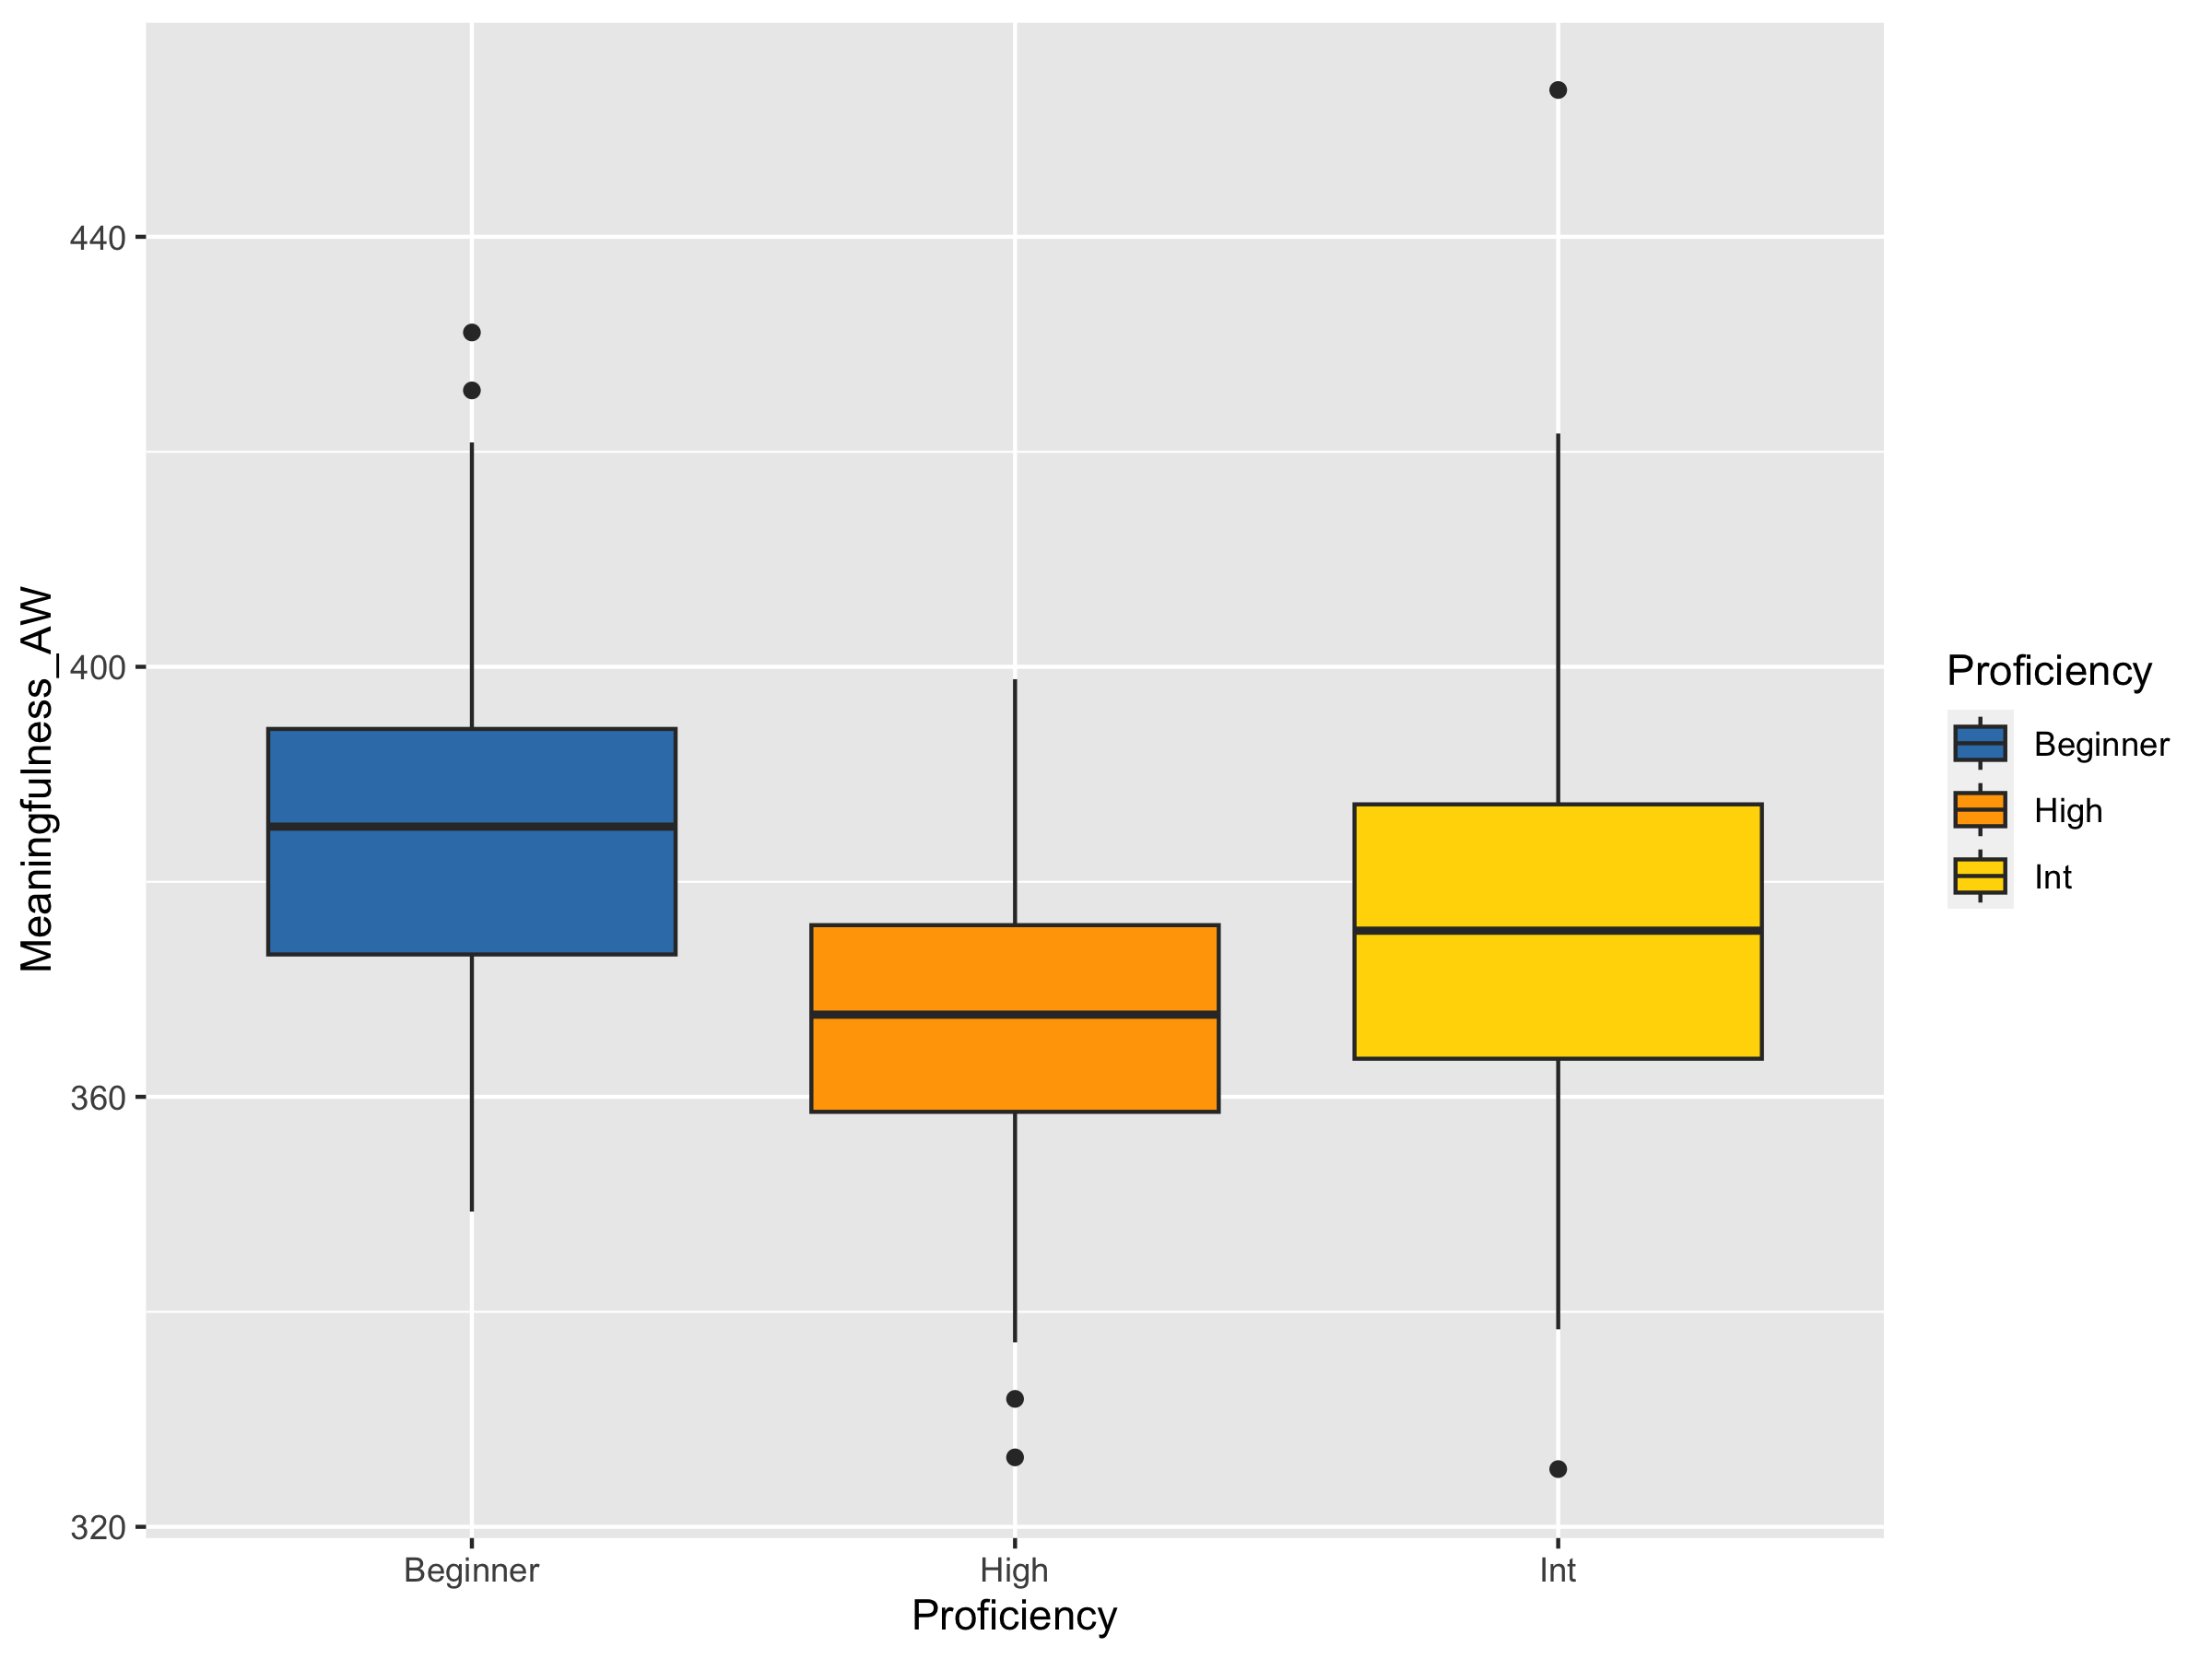 Meaningfulness_AW
440
400
360
320
Beginner
High
Int
Proficiency
Proficiency
Beginner
High
Int